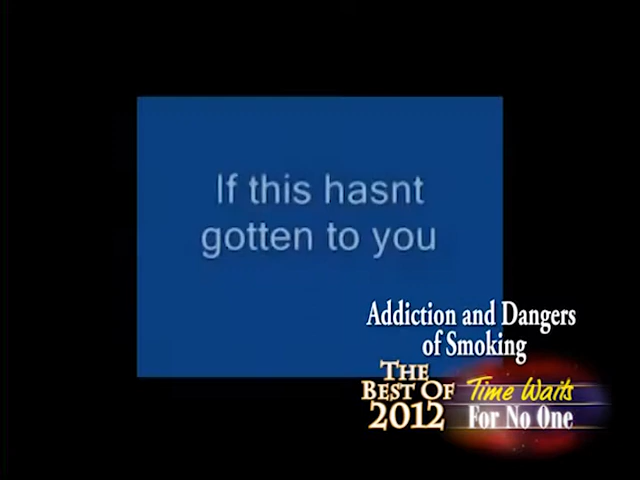 If this hasnt
gotten to you
Addiction and Dangers
of Smoking
THE
BEST OF
2012
Time Waits
For No One